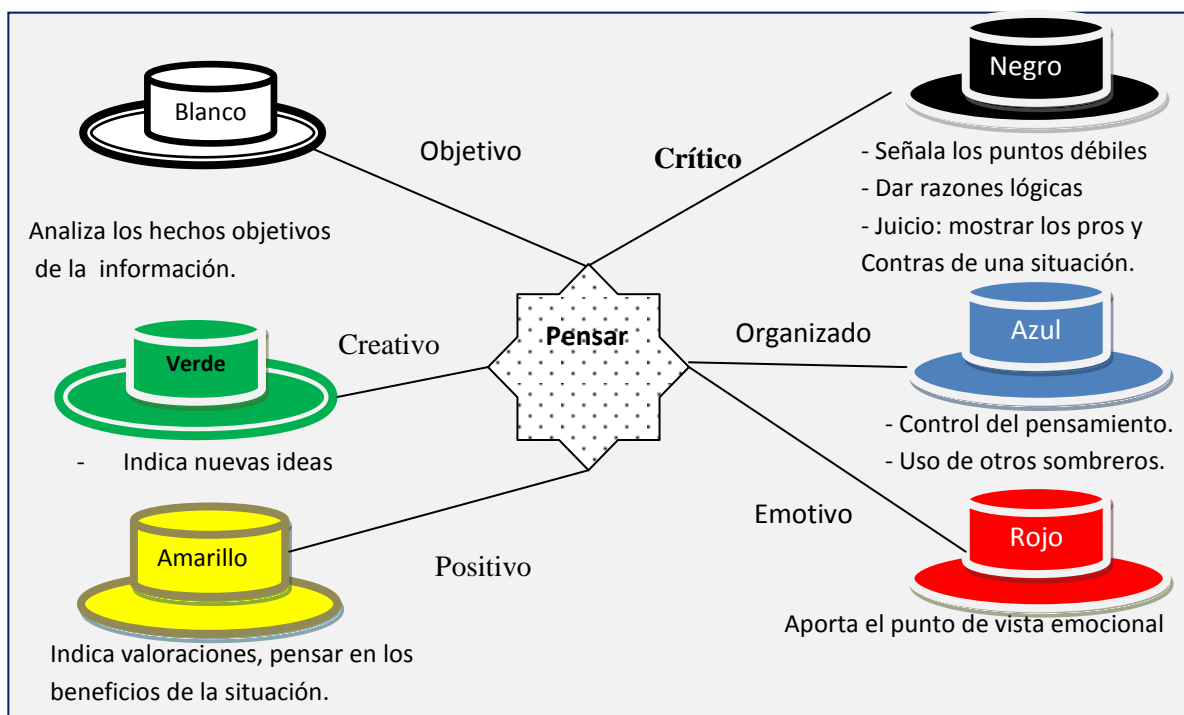 Blanco
Objetivo
Analiza los hechos objetivos
de la información.
Verde
Creativo
- Indica nuevas ideas
Amarillo
Positivo
Indica valoraciones, pensar en los
beneficios de la situación.
Pensar
Negro
Crítico
- Señala los puntos débiles
- Dar razones lógicas
- Juicio: mostrar los pros y
Contras de una situación.
Azul
Organizado
- Control del pensamiento.
- Uso de otros sombreros.
Rojo
Emotivo
Aporta el punto de vista emocional